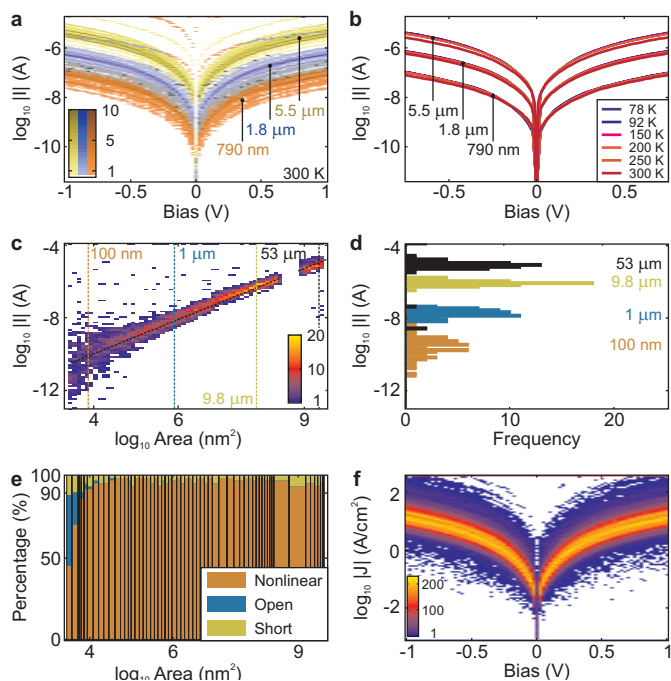 a
log₁₀ |I| (A)
-6
-8
-10
10
5
1
5.5 µm
1.8 µm
790 nm
300 K
-1
-0.5
0
0.5
1
Bias (V)
b
log₁₀ |I| (A)
-6
-8
-10
5.5 µm
1.8 µm
790 nm
78 K
92 K
150 K
200 K
250 K
300 K
-0.5
0
0.5
Bias (V)
c
log₁₀ |I| (A)
-4
-8
-12
100 nm
1 µm
53 µm
9.8 µm
20
10
1
4
6
9
log₁₀ Area (nm²)
d
log₁₀ |I| (A)
-4
-8
-12
53 µm
9.8 µm
1 µm
100 nm
0
10
20
Frequency
e
Percentage (%)
100
90
50
0
Nonlinear
Open
Short
4
6
9
log₁₀ Area (nm²)
f
log₁₀ |J| (A/cm²)
2
0
-2
200
100
1
-1
-0.5
0
0.5
1
Bias (V)